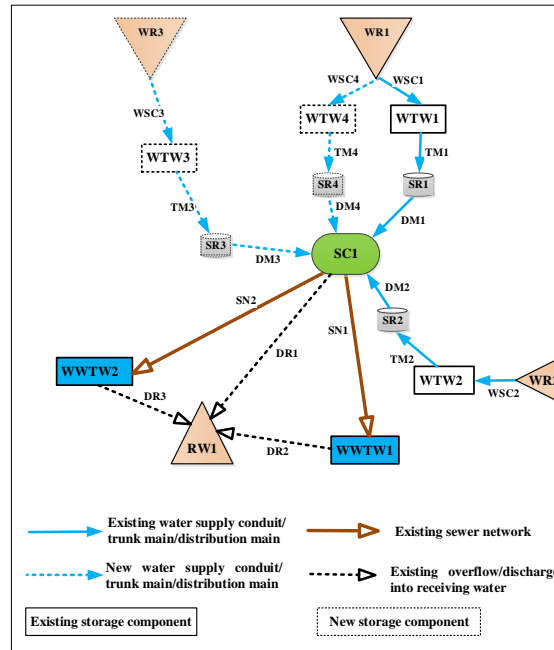 WR3
WR1
WSC4
WSC1
WSC3
WTW4
WTW1
WTW3
TM4
TM1
SR4
SR1
TM3
DM4
DM1
SR3
DM3
SC1
DM2
SN2
SN1
SR2
DR1
TM2
WWTW2
WTW2
WSC2
DR3
RW1
DR2
WWTW1
Existing water supply conduit/
trunk main/distribution main
Existing sewer network
New water supply conduit/
trunk main/distribution main
Existing overflow/discharge
into receiving water
Existing storage component
New storage component